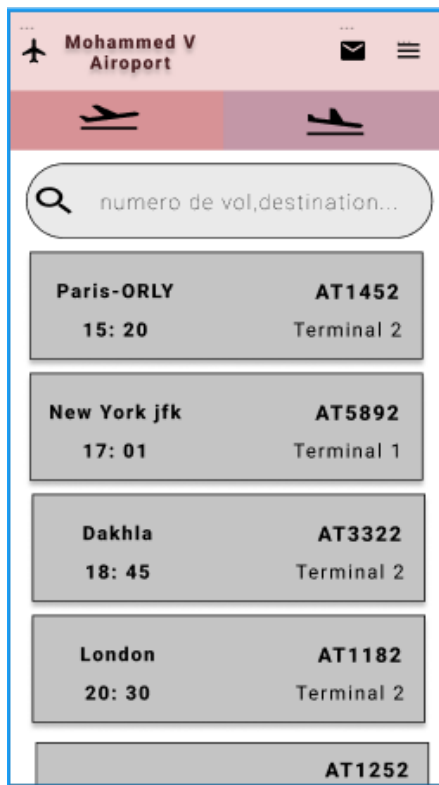 Mohammed V
Airoport
numero de vol,destination...
Paris-ORLY AT1452
15: 20 Terminal 2
New York jfk AT5892
17: 01 Terminal 1
Dakhla AT3322
18: 45 Terminal 2
London AT1182
20: 30 Terminal 2
AT1252